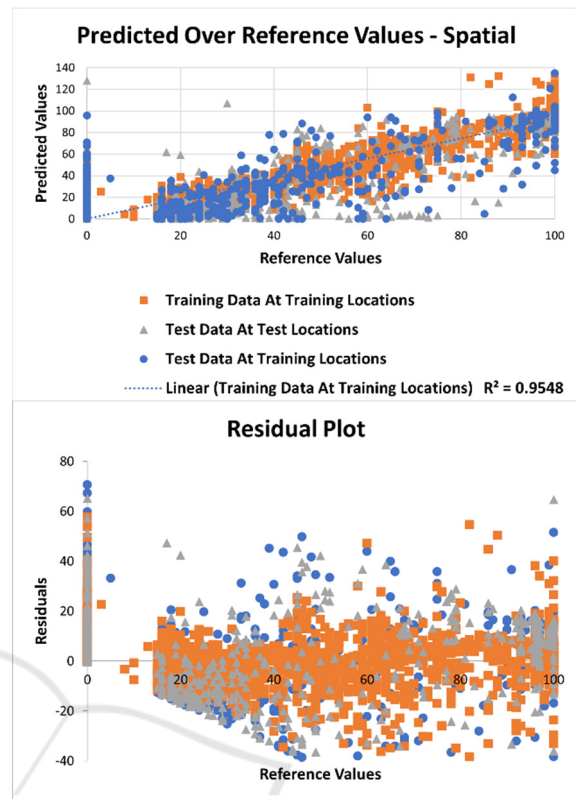 Predicted Over Reference Values - Spatial
140
120
100
80
60
40
20
0
Predicted Values
0 20 40 60 80 100
Reference Values
Training Data At Training Locations
Test Data At Test Locations
Test Data At Training Locations
Linear (Training Data At Training Locations) R² = 0.9548
Residual Plot
80
60
40
20
0
-20
-40
Residuals
0 20 40 60 80 100
Reference Values